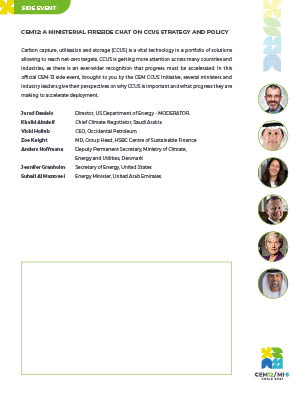 SIDE EVENT
CEM12: A MINISTERIAL FIRESIDE CHAT ON CCUS STRATEGY AND POLICY
Carbon capture, utilisation and storage (CCUS) is a vital technology in a portfolio of solutions
allowing to reach net-zero targets. CCUS is getting more attention across many countries and
industries, as there is an ever-wider recognition that progress must be accelerated. In this
official CEM-12 side-event, brought to you by the CEM CCUS Initiative, several ministers and
industry leaders give their perspectives on why CCUS is important and what progress they are
making to accelerate deployment.
Jarad Daniels Director, US Department of Energy - MODERATOR.
Khalid Abuleif Chief Climate Negotiator, Saudi Arabia
Vicki Hollub CEO, Occidental Petroleum
Zoe Knight MD, Group Head, HSBC Centre of Sustainable Finance
Anders Hoffmann Deputy Permanent Secretary, Ministry of Climate,
Energy and Utilities, Denmark
Jennifer Granholm Secretary of Energy, United States
Suhail Al Mazrouei Energy Minister, United Arab Emirates
CEM12/MI-6
CHILE 2021